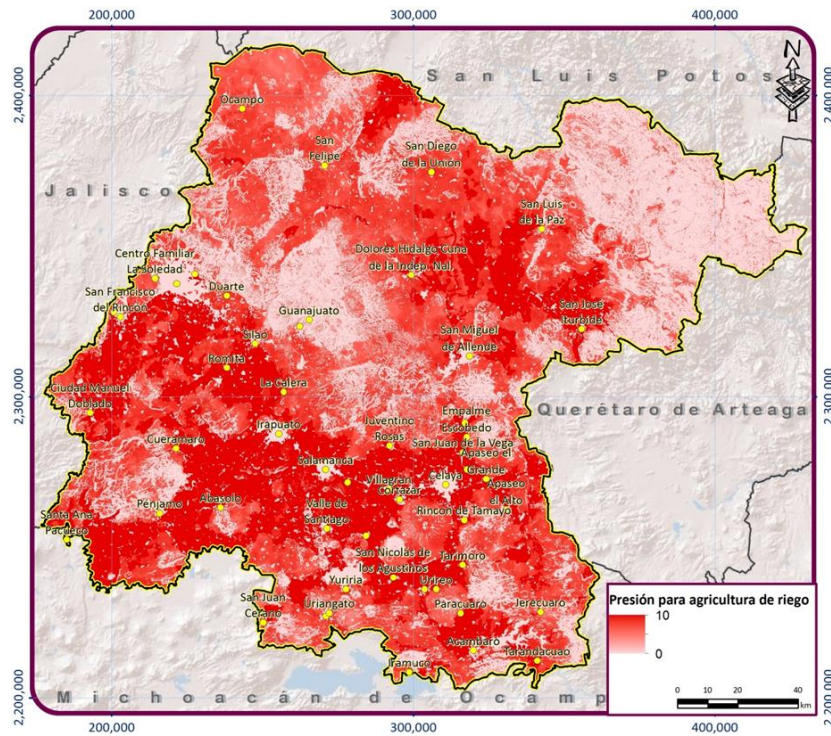 200,000
300,000
400,000
2,400,000
2,400,000
2,300,000
2,300,000
2,200,000
2,200,000
N
San Luis Potos
Jalisco
Ocampo
San
Felipe
San Diego
de la Unión
San Luis
de la Paz
Centro Familiar
La Soledad
Dolores Hidalgo Cuna
de la Indep. Nal.
San Francisco
del Rincón
Duarte
Guanajuato
San José
Iturbide
Silao
San Miguel
de Allende
Romita
La Calera
Ciudad Manuel
Doblado
Querétaro de Arteaga
Irapuato
Juventino
Rosas
Empalme
Escobedo
Cuerámaro
San Juan de la Vega
Apaseo el
Grande
Salamanca
Villagrán
Celaya
Apaseo
el Alto
Cortazar
Pénjamo
Abasolo
Valle de
Santiago
Rincón de Tamayo
Santa Ana
Pacueco
San Nicolás de
los Agustinos
Tarimoro
Yuriria
Urireo
San Juan
Cerano
Uriangato
Paracuaro
Jerécuaro
Acámbaro
Tarandacuao
Iramuco
Michoacán de Ocamp
Presión para agricultura de riego
10
0
0 10 20 40
km
200,000
300,000
400,000